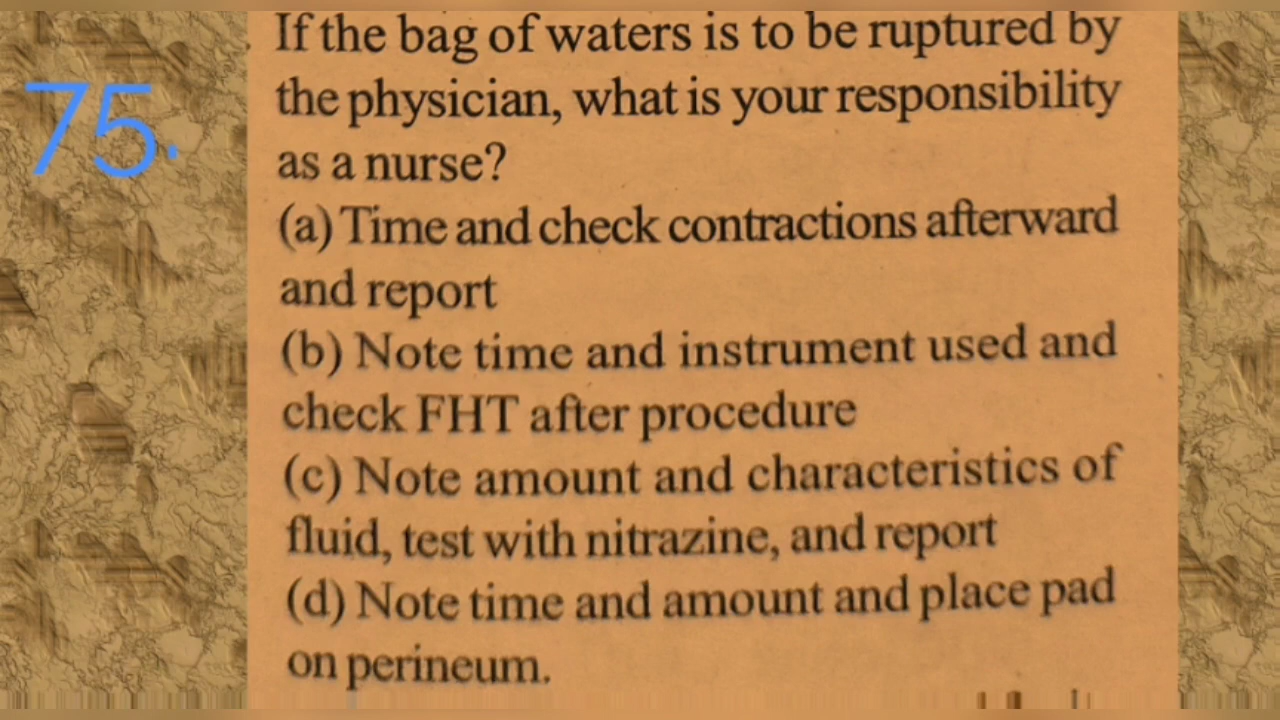 75.
If the bag of waters is to be ruptured by
the physician, what is your responsibility
as a nurse?
(a) Time and check contractions afterward
and report
(b) Note time and instrument used and
check FHT after procedure
(c) Note amount and characteristics of
fluid, test with nitrazine, and report
(d) Note time and amount and place pad
on perineum.